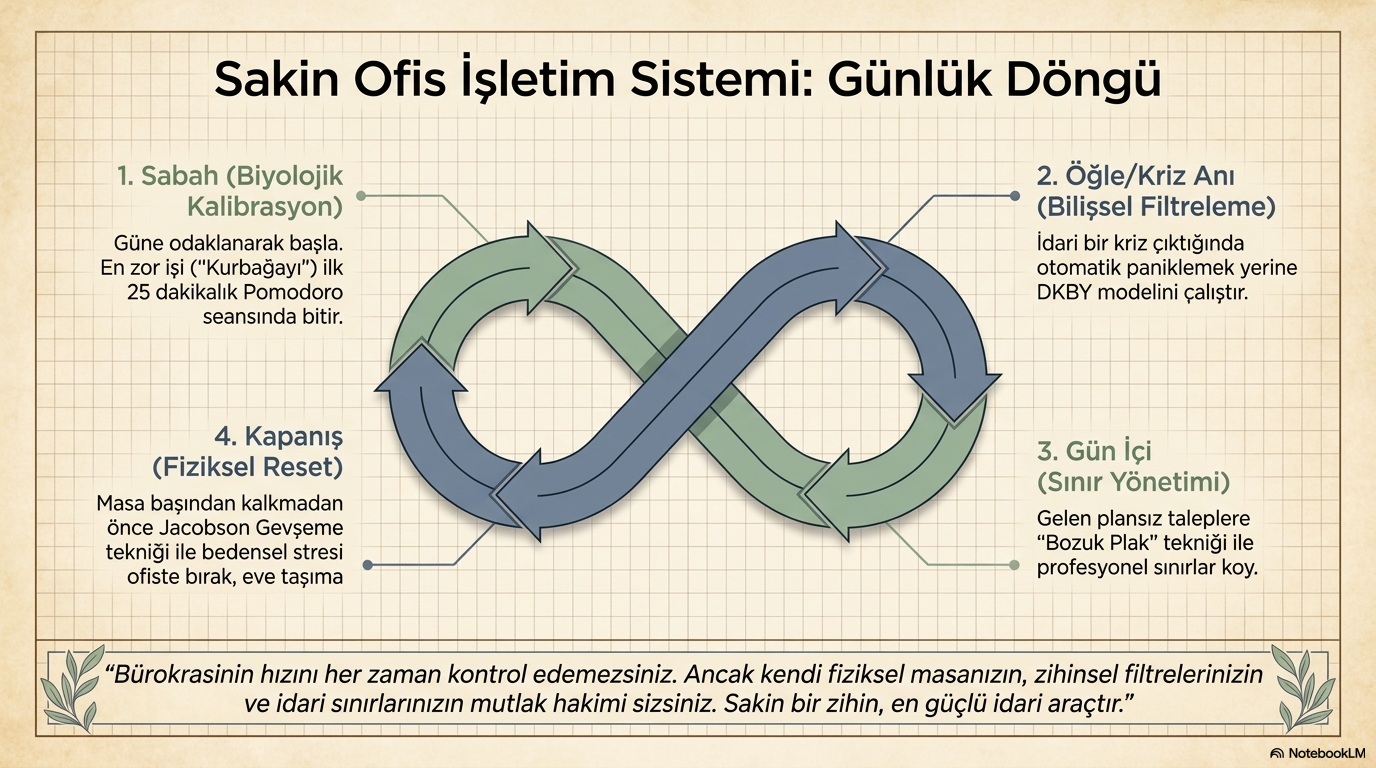 Sakin Ofis İşletim Sistemi: Günlük Döngü
1. Sabah (Biyolojik
Kalibrasyon)
Güne odaklanarak başla.
En zor işi (“Kurbağayı”) ilk
25 dakikalık Pomodoro
seansında bitir.
2. Öğle/Kriz Anı
(Bilişsel Filtreleme)
İdari bir kriz çıktığında
otomatik paniklemek yerine
DKBY modelini çalıştır.
3. Gün İçi
(Sınır Yönetimi)
Gelen plansız taleplere
“Bozuk Plak” tekniği ile
profesyonel sınırlar koy.
4. Kapanış
(Fiziksel Reset)
Masa başından kalkmadan
önce Jacobson Gevşeme
tekniği ile bedensel stresi
ofiste bırak, eve taşıma
“Bürokrasinin hızını her zaman kontrol edemezsiniz. Ancak kendi fiziksel masanızın, zihinsel filtrelerinizin
ve idari sınırlarınızın mutlak hakimi sizsiniz. Sakin bir zihin, en güçlü idari araçtır.”
NotebookLM